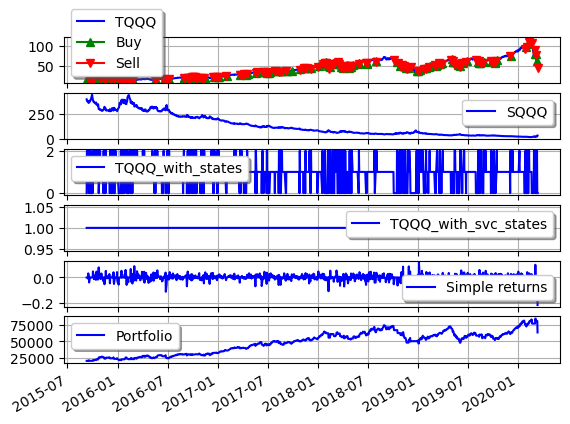 TQQQ
Buy
Sell
100
50
SQQQ
250
0
TQQQ_with_states
2
0
TQQQ_with_svc_states
1.05
1.00
0.95
Simple returns
0.0
−0.2
Portfolio
75000
50000
25000
2015-07 2016-01 2016-07 2017-01 2017-07 2018-01 2018-07 2019-01 2019-07 2020-01